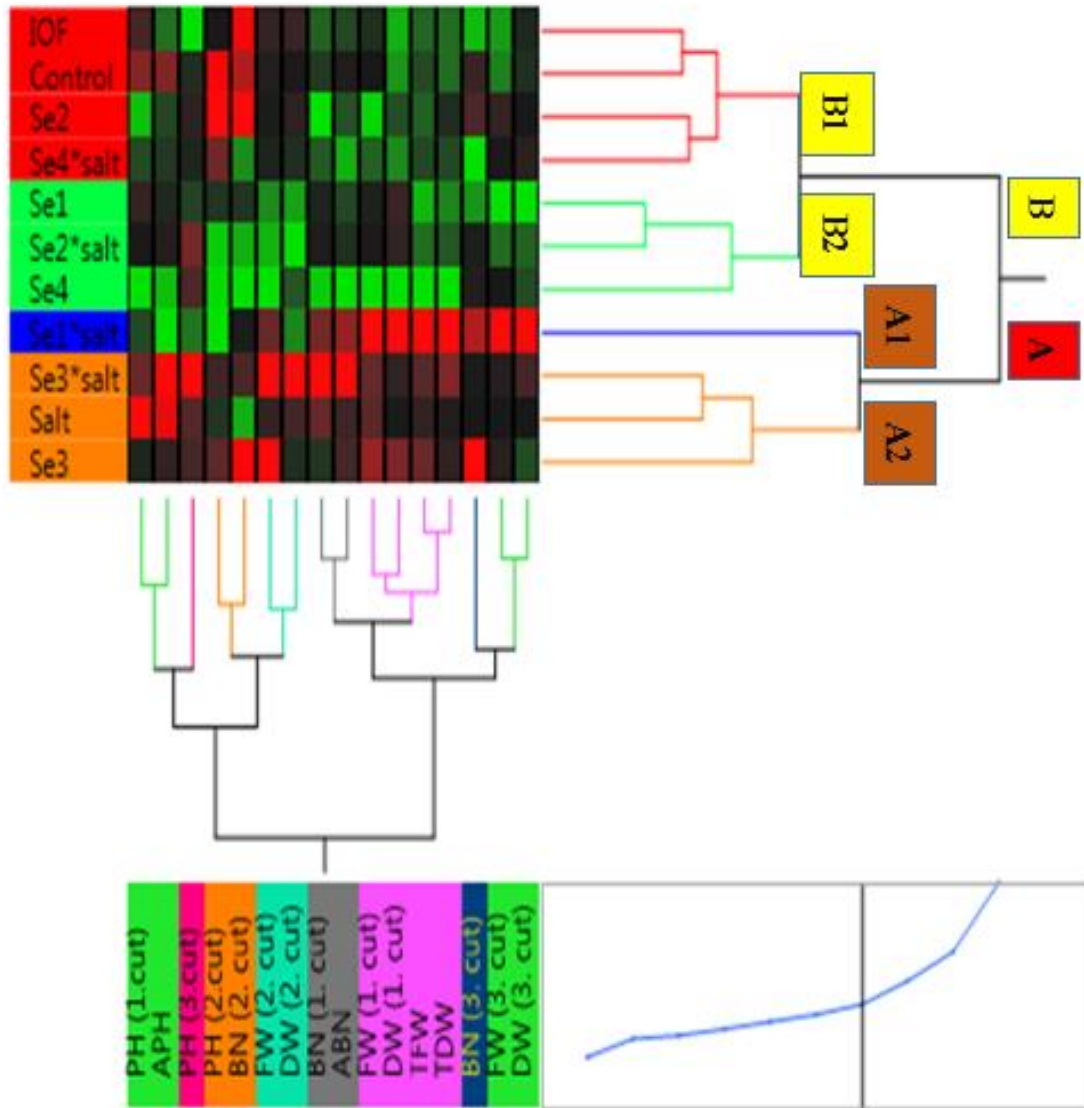 IOF
Control
Se2
Se4*salt
Se1
Se2*salt
Se4
Se1*salt
Se3*salt
Salt
Se3
B1
B2
B
A1
A
A2
PH (1.cut)
APH
PH (3.cut)
PH (2.cut)
BN (2. cut)
FW (2. cut)
DW (2. cut)
BN (1. cut)
ABN
FW (1. cut)
DW (1. cut)
TFW
TDW
BN (3. cut)
FW (3. cut)
DW (3. cut)